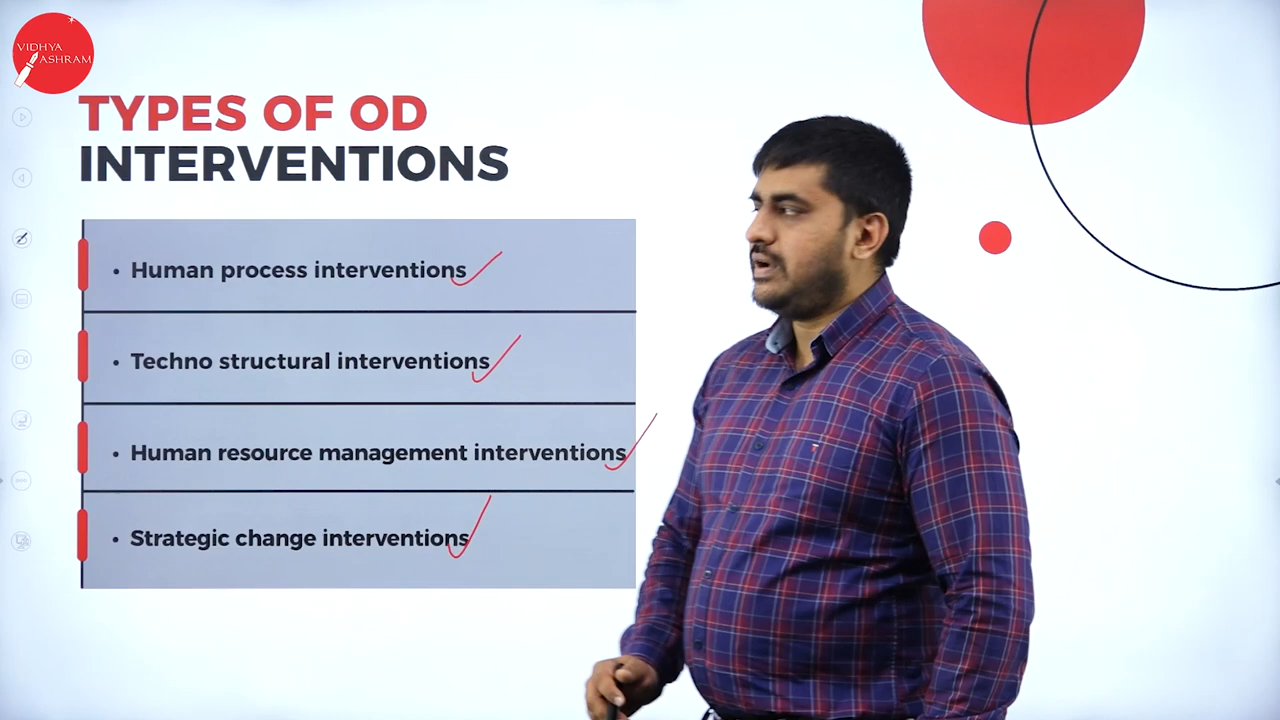 VIDHYA
ASHRAM
TYPES OF OD
INTERVENTIONS
• Human process interventions
• Techno structural interventions
• Human resource management interventions
• Strategic change interventions